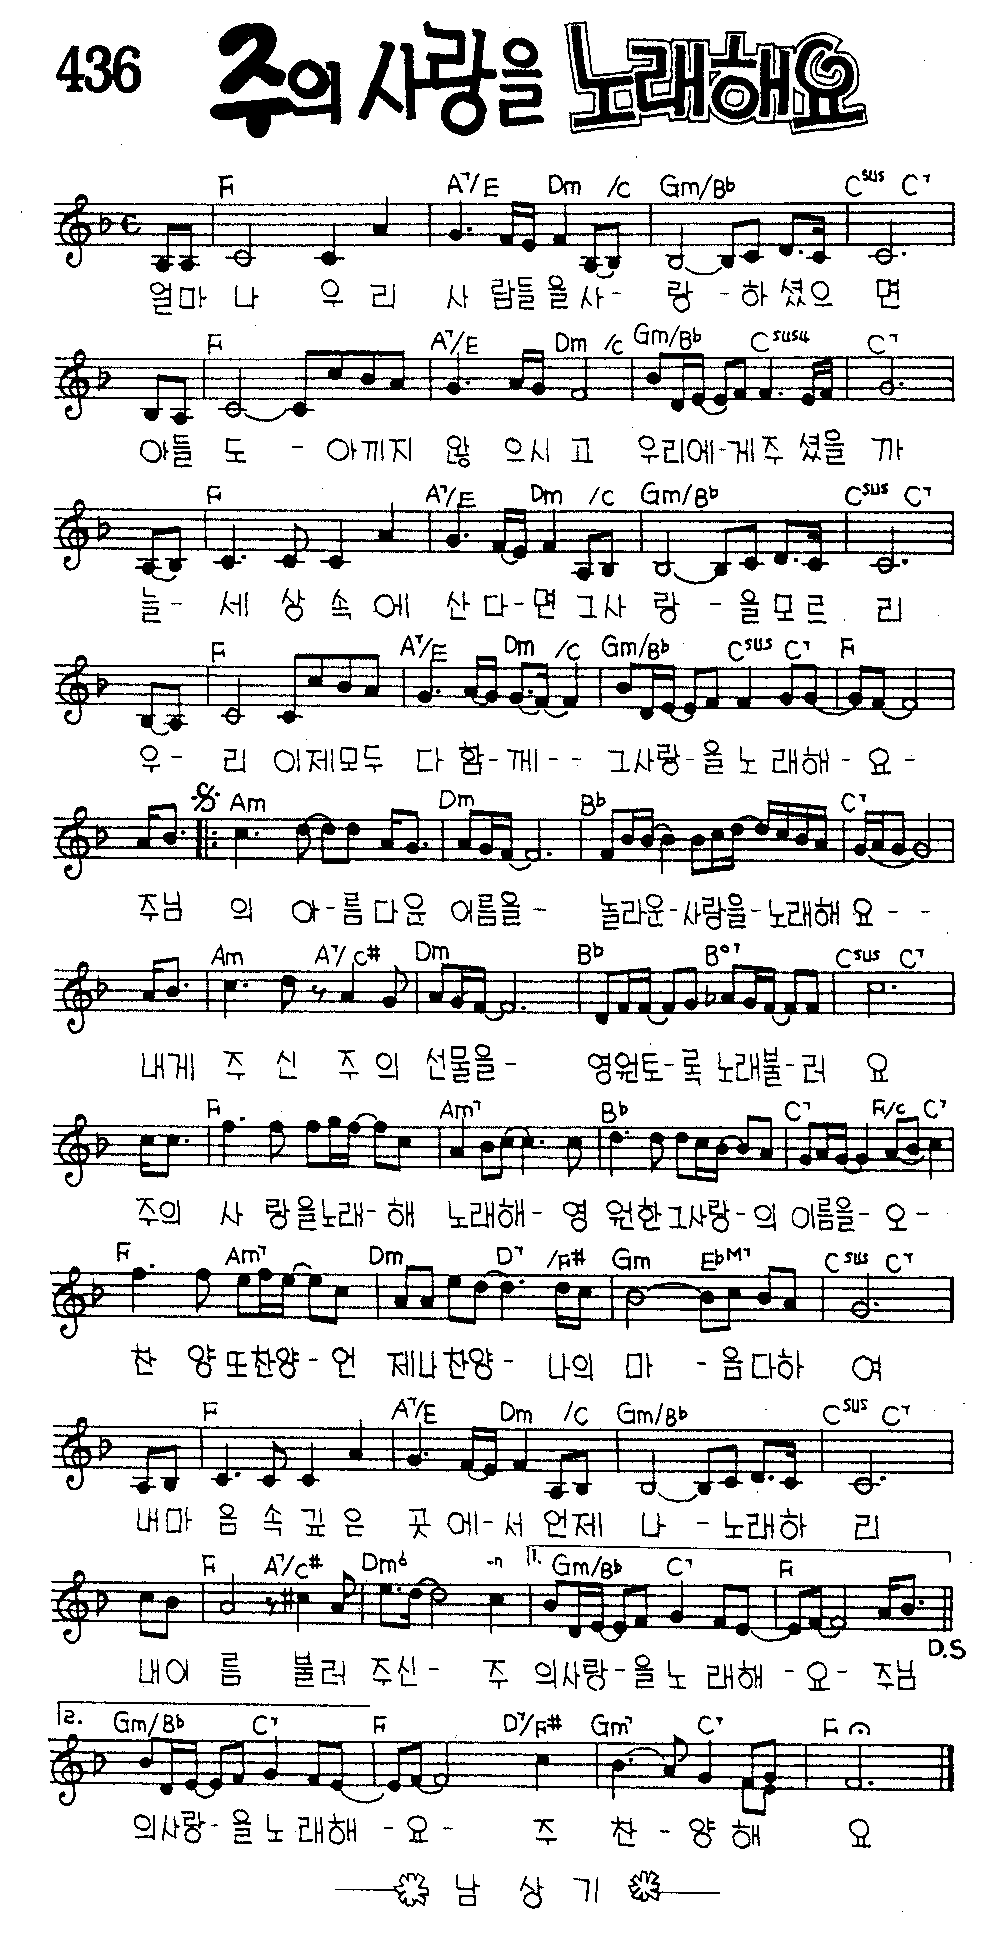 436 주의 사랑을 노래해요
F A7/E Dm /C Gm/Bb Csus C7
얼마 나 우 리 사 람들을사- 랑 -하 셨으 면
F A7/E Dm /C Gm/Bb Csus4 C7
아들 도 - 아끼지 않 으시 고 우리에-게주 셨을 까
F A7/E Dm /C Gm/Bb Csus C7
늘- 세 상 속 에 산 다-면 그사 랑 - 을모르 리
F A7/E Dm /C Gm/Bb Csus C7 F
우- 리 이제모두 다 함-께-- 그사랑-을 노 래해-요-
Am Dm Bb C7
주님 의 아-름 다운 이름을- 놀라운-사랑을-노래해 요--
Am A7/C# Dm Bb B°7 Csus C7
내게 주 신 주 의 선물을- 영원토-록 노래불-러 요
F Am7 Bb C7 F/C C7
주의 사 랑 을노래-해 노래해-영 원한그사랑-의 이름을-오-
F Am7 Dm D7 /F# Gm EbM7 Csus C7
찬 양 또찬양-언 제나찬양- 나의 마 -음다하 여
F A7/E Dm /C Gm/Bb Csus C7
내마 음 속 깊 은 곳 에-서 언제 나 -노래하 리
F A7/C# Dm6 1. Gm/Bb C7 F
내이 름 불러 주신- 주 의사랑-을 노 래해-요- 주님
D.S
2. Gm/Bb C7 F D7/F# Gm7 C7 F
의사랑-을 노 래해 -요- 주 찬-양 해 요
남 상 기